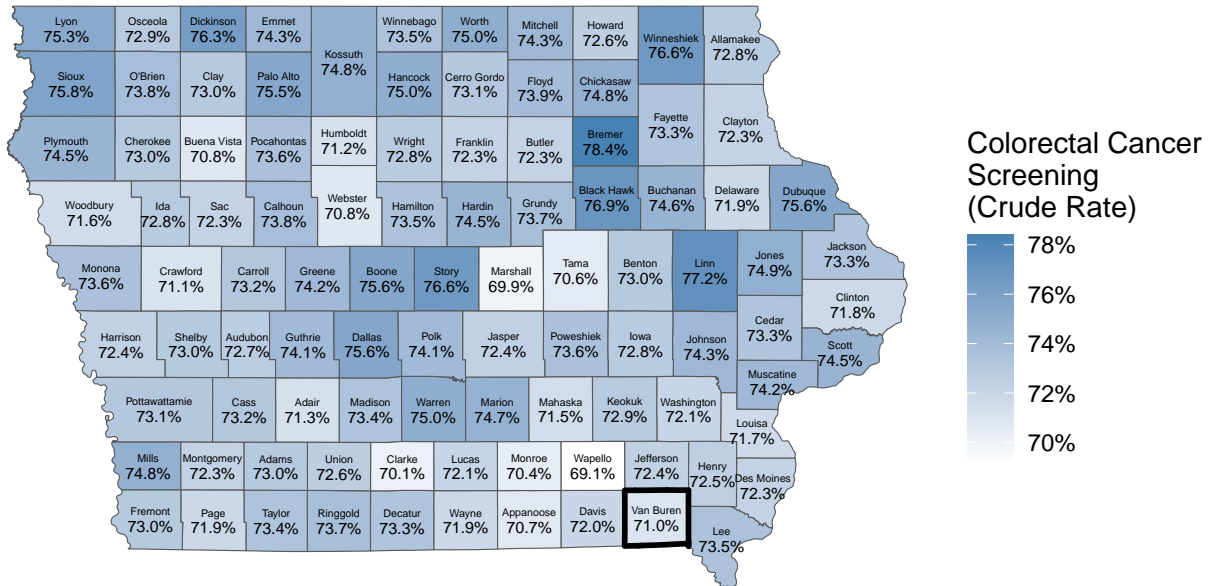 Lyon
75.3%
Osceola
72.9%
Dickinson
76.3%
Emmet
74.3%
Kossuth
74.8%
Winnebago
73.5%
Worth
75.0%
Mitchell
74.3%
Howard
72.6%
Winneshiek
76.6%
Allamakee
72.8%
Sioux
75.8%
O'Brien
73.8%
Clay
73.0%
Palo Alto
75.5%
Hancock
75.0%
Cerro Gordo
73.1%
Floyd
73.9%
Chickasaw
74.8%
Fayette
73.3%
Clayton
72.3%
Plymouth
74.5%
Cherokee
73.0%
Buena Vista
70.8%
Pocahontas
73.6%
Humboldt
71.2%
Wright
72.8%
Franklin
72.3%
Butler
72.3%
Bremer
78.4%
Woodbury
71.6%
Ida
72.8%
Sac
72.3%
Calhoun
73.8%
Webster
70.8%
Hamilton
73.5%
Hardin
74.5%
Grundy
73.7%
Black Hawk
76.9%
Buchanan
74.6%
Delaware
71.9%
Dubuque
75.6%
Monona
73.6%
Crawford
71.1%
Carroll
73.2%
Greene
74.2%
Boone
75.6%
Story
76.6%
Marshall
69.9%
Tama
70.6%
Benton
73.0%
Linn
77.2%
Jones
74.9%
Jackson
73.3%
Clinton
71.8%
Harrison
72.4%
Shelby
73.0%
Audubon
72.7%
Guthrie
74.1%
Dallas
75.6%
Polk
74.1%
Jasper
72.4%
Poweshiek
73.6%
Iowa
72.8%
Johnson
74.3%
Cedar
73.3%
Scott
74.5%
Muscatine
74.2%
Pottawattamie
73.1%
Cass
73.2%
Adair
71.3%
Madison
73.4%
Warren
75.0%
Marion
74.7%
Mahaska
71.5%
Keokuk
72.9%
Washington
72.1%
Louisa
71.7%
Mills
74.8%
Montgomery
72.3%
Adams
73.0%
Union
72.6%
Clarke
70.1%
Lucas
72.1%
Monroe
70.4%
Wapello
69.1%
Jefferson
72.4%
Henry
72.5%
Des Moines
72.3%
Fremont
73.0%
Page
71.9%
Taylor
73.4%
Ringgold
73.7%
Decatur
73.3%
Wayne
71.9%
Appanoose
70.7%
Davis
72.0%
Van Buren
71.0%
Lee
73.5%
Colorectal Cancer
Screening
(Crude Rate)
78%
76%
74%
72%
70%